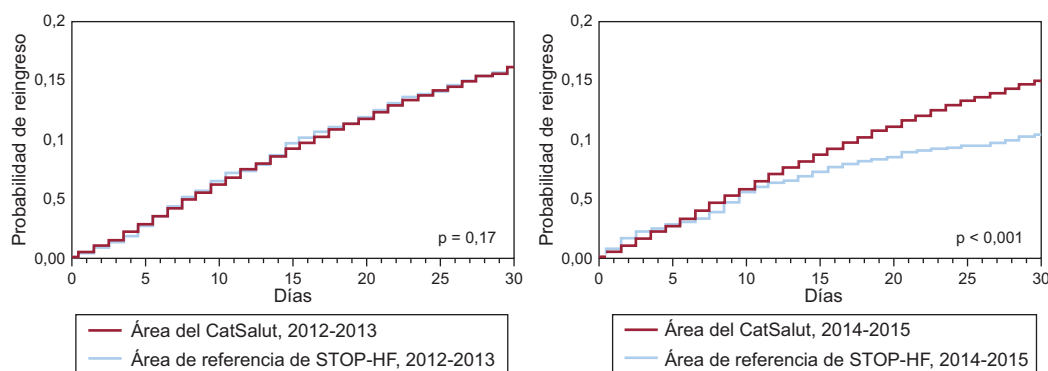 0,2
0,15
0,1
0,5
0,00
Probabilidad de reingreso
0 5 10 15 20 25 30
Días
p = 0,17
Área del CatSalut, 2012-2013
Área de referencia de STOP-HF, 2012-2013
0,2
0,15
0,1
0,5
0,00
Probabilidad de reingreso
0 5 10 15 20 25 30
Días
p < 0,001
Área del CatSalut, 2014-2015
Área de referencia de STOP-HF, 2014-2015